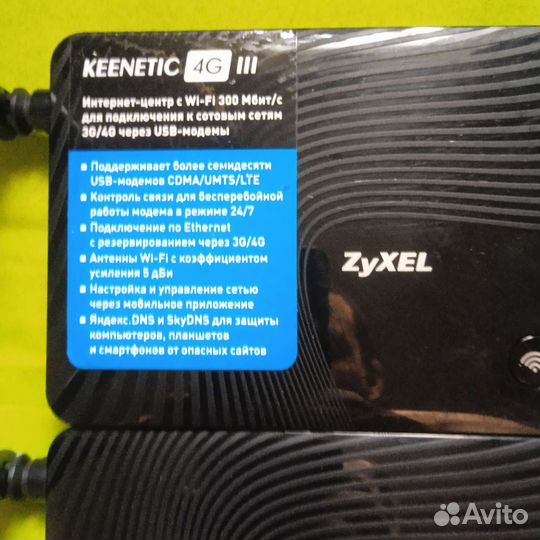 KEENETIC 4G III
Интернет-центр с Wi-Fi 300 Мбит/с
для подключения к сотовым сетям
3G/4G через USB-модемы
Поддерживает более семидесяти
USB-модемов CDMA/UMTS/LTE
Контроль связи для бесперебойной
работы модема в режиме 24/7
Подключение по Ethernet
с резервированием через 3G/4G
Антенны Wi-Fi с коэффициентом
усиления 5 дБи
Настройка и управление сетью
через мобильное приложение
Яндекс.DNS и SkyDNS для защиты
компьютеров, планшетов
и смартфонов от опасных сайтов
ZyXEL
Avito